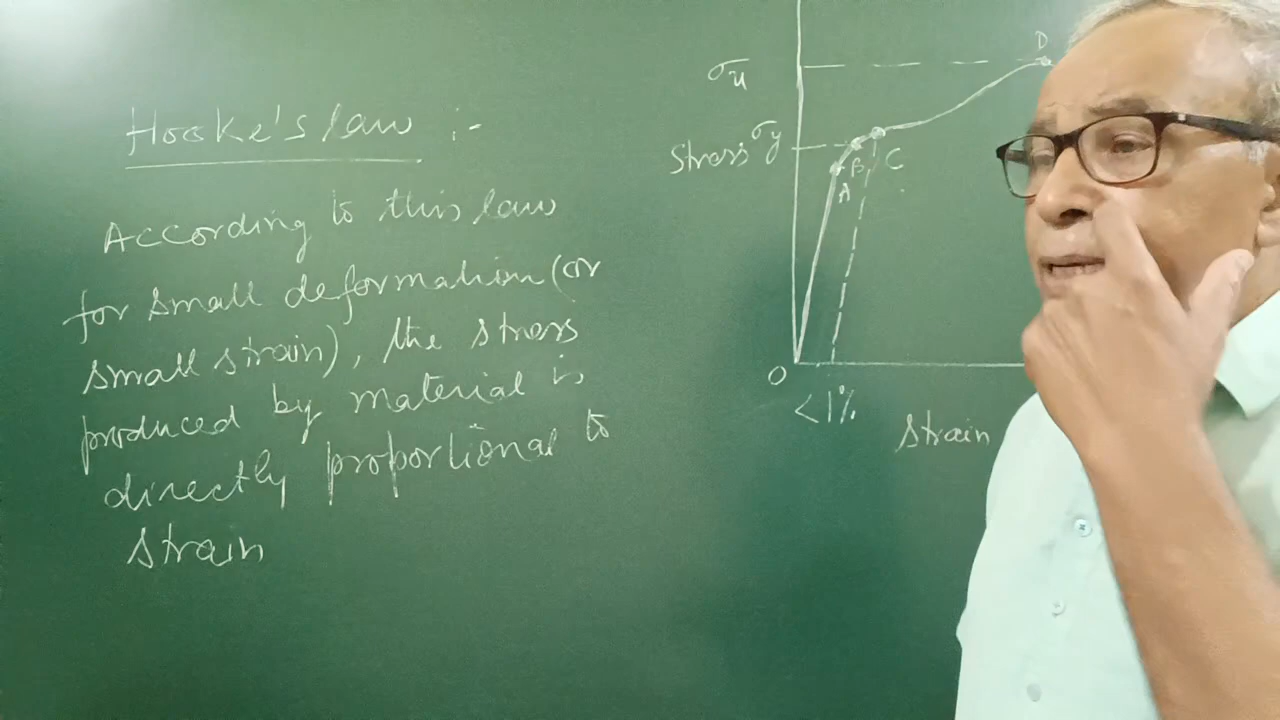 Hooke's law :-
According to this law
for small deformation (or
small strain), the stress
produced by material is
directly proportional to
strain
D
σu
Stress σy
B C
A
O
<1%
Strain